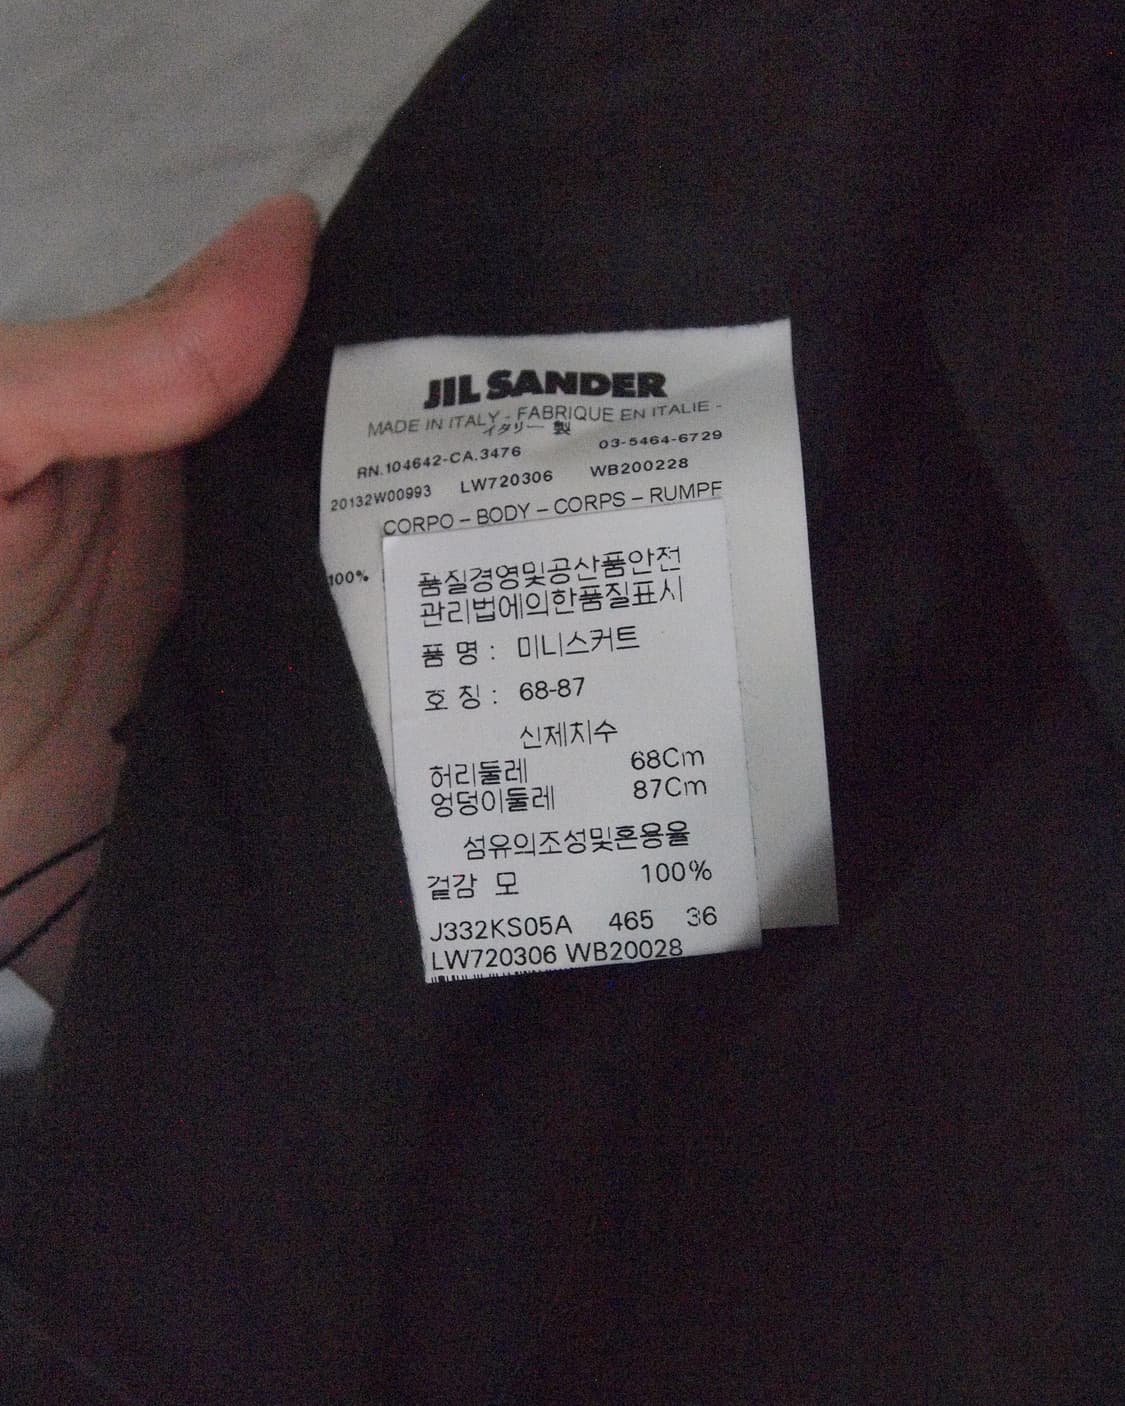 JIL SANDER
MADE IN ITALY - FABRIQUE EN ITALIE -
イタリー 製
RN.104642-CA.3476 03-5464-6729
20132W00993 LW720306 WB200228
CORPO – BODY – CORPS – RUMPF
100%
품질경영및공산품안전
관리법에의한품질표시
품 명 : 미니스커트
호 칭 : 68-87
신제치수
허리둘레 68Cm
엉덩이둘레 87Cm
섬유의조성및혼용율
겉감 모 100%
J332KS05A 465 36
LW720306 WB20028